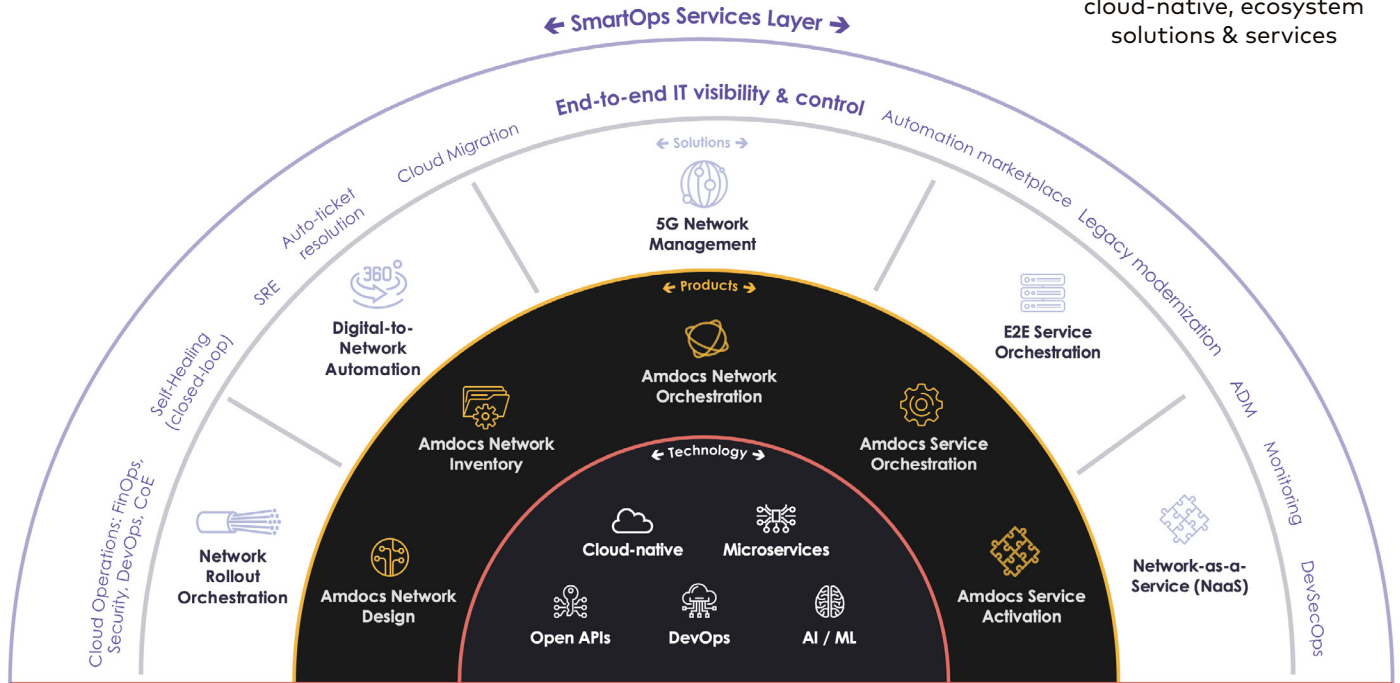 cloud-native, ecosystem
solutions & services
← SmartOps Services Layer →
End-to-end IT visibility & control
Cloud Operations: FinOps,
Security, DevOps, CoE
Self-Healing
(closed-loop)
SRE
Auto-ticket
resolution
Cloud Migration
Automation marketplace
Legacy modernization
ADM
Monitoring
DevSecOps
← Solutions →
Network
Rollout
Orchestration
360°
Digital-to-
Network
Automation
5G Network
Management
E2E Service
Orchestration
Network-as-a-
Service (NaaS)
← Products →
Amdocs Network
Design
Amdocs Network
Inventory
Amdocs Network
Orchestration
Amdocs Service
Orchestration
Amdocs Service
Activation
← Technology →
Cloud-native
Microservices
Open APIs
DevOps
AI / ML